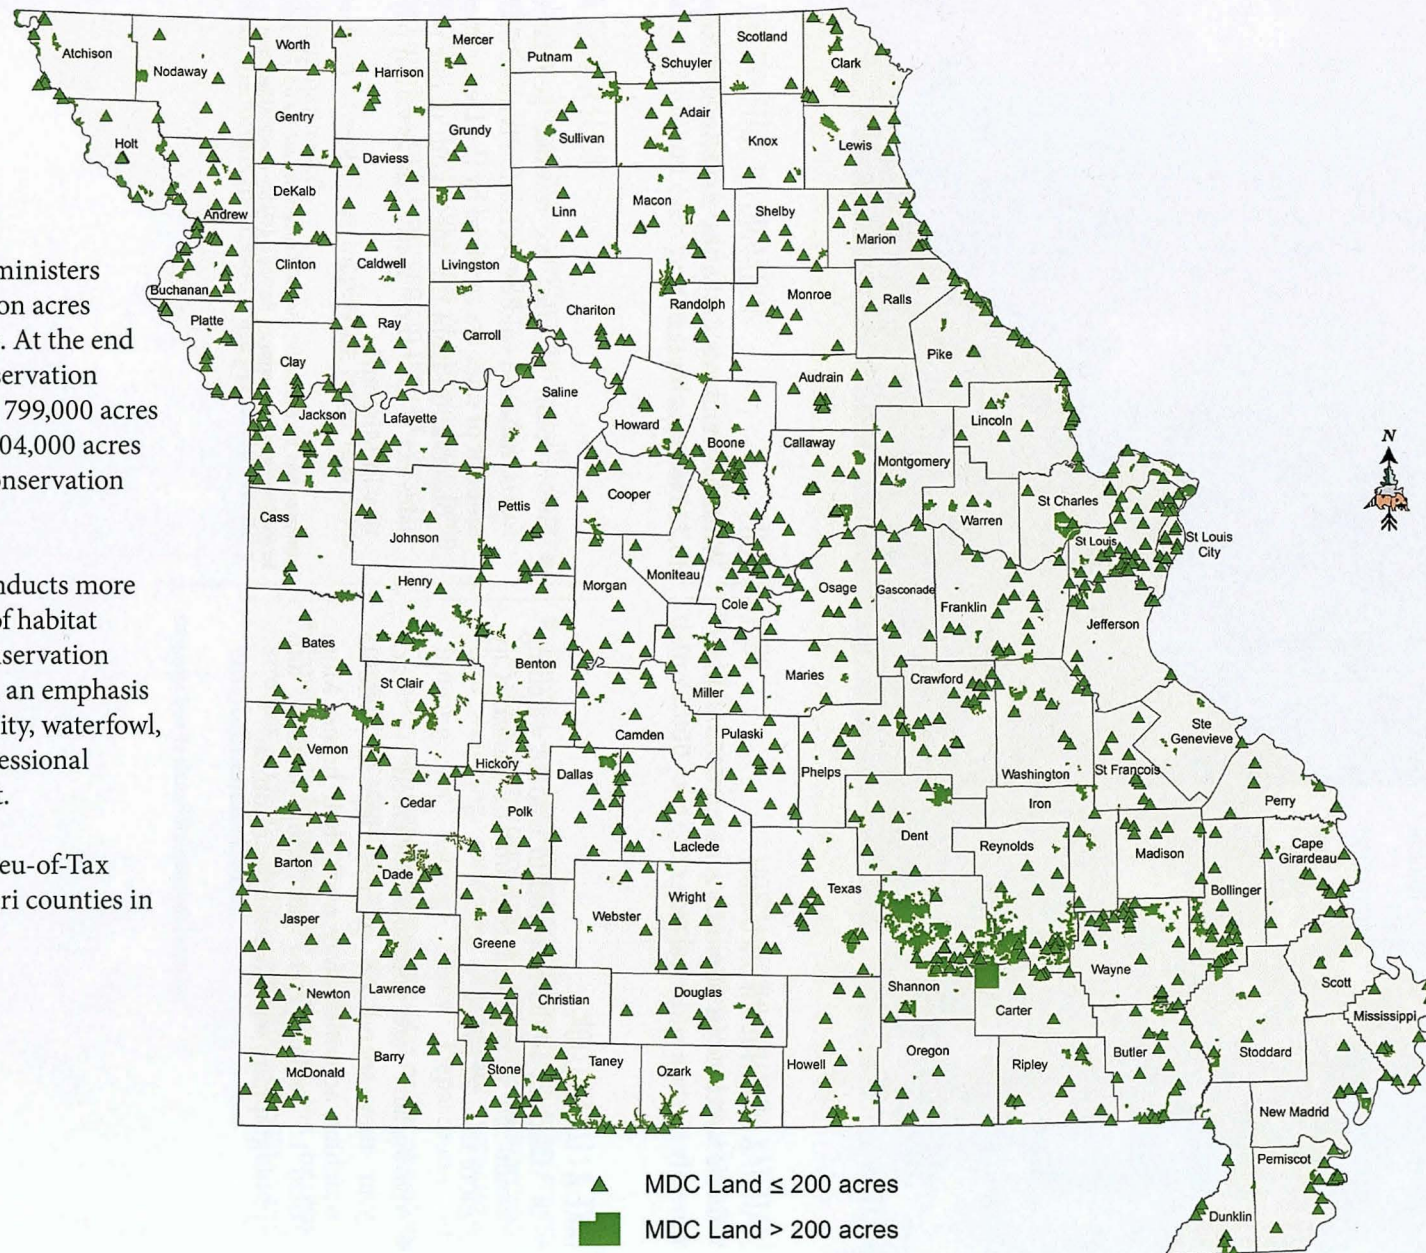 ministers
on acres
. At the end
servation
799,000 acres
04,000 acres
onservation
nducts more
of habitat
nservation
an emphasis
ity, waterfowl,
essional
t.
eu-of-Tax
ri counties in
Atchison
Nodaway
Worth
Harrison
Mercer
Putnam
Schuyler
Scotland
Clark
Holt
Gentry
Grundy
Sullivan
Adair
Knox
Lewis
Andrew
DeKalb
Daviess
Linn
Macon
Shelby
Marion
Buchanan
Clinton
Caldwell
Livingston
Platte
Clay
Ray
Carroll
Chariton
Randolph
Monroe
Ralls
Pike
Jackson
Lafayette
Saline
Howard
Boone
Audrain
Callaway
Montgomery
Lincoln
Cass
Johnson
Pettis
Cooper
Warren
St Charles
St Louis
St Louis
City
Bates
Henry
Morgan
Moniteau
Cole
Osage
Gasconade
Franklin
Jefferson
St Clair
Benton
Miller
Maries
Crawford
Ste
Genevieve
Vernon
Hickory
Camden
Pulaski
Phelps
Washington
St Francois
Cedar
Polk
Dallas
Laclede
Dent
Iron
Perry
Barton
Dade
Reynolds
Madison
Bollinger
Cape
Girardeau
Jasper
Greene
Webster
Wright
Texas
Lawrence
Newton
Christian
Douglas
Shannon
Carter
Wayne
Scott
Mississippi
McDonald
Barry
Stone
Taney
Ozark
Howell
Oregon
Ripley
Butler
Stoddard
New Madrid
Pemiscot
Dunklin
N
MDC Land ≤ 200 acres
MDC Land > 200 acres